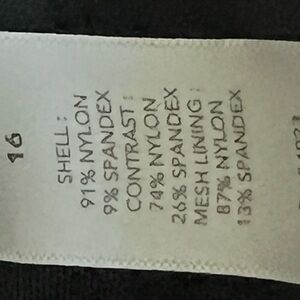 16
SHELL:
91% NYLON
9% SPANDEX
CONTRAST:
74% NYLON
26% SPANDEX
MESH LINING:
87% NYLON
13% SPANDEX